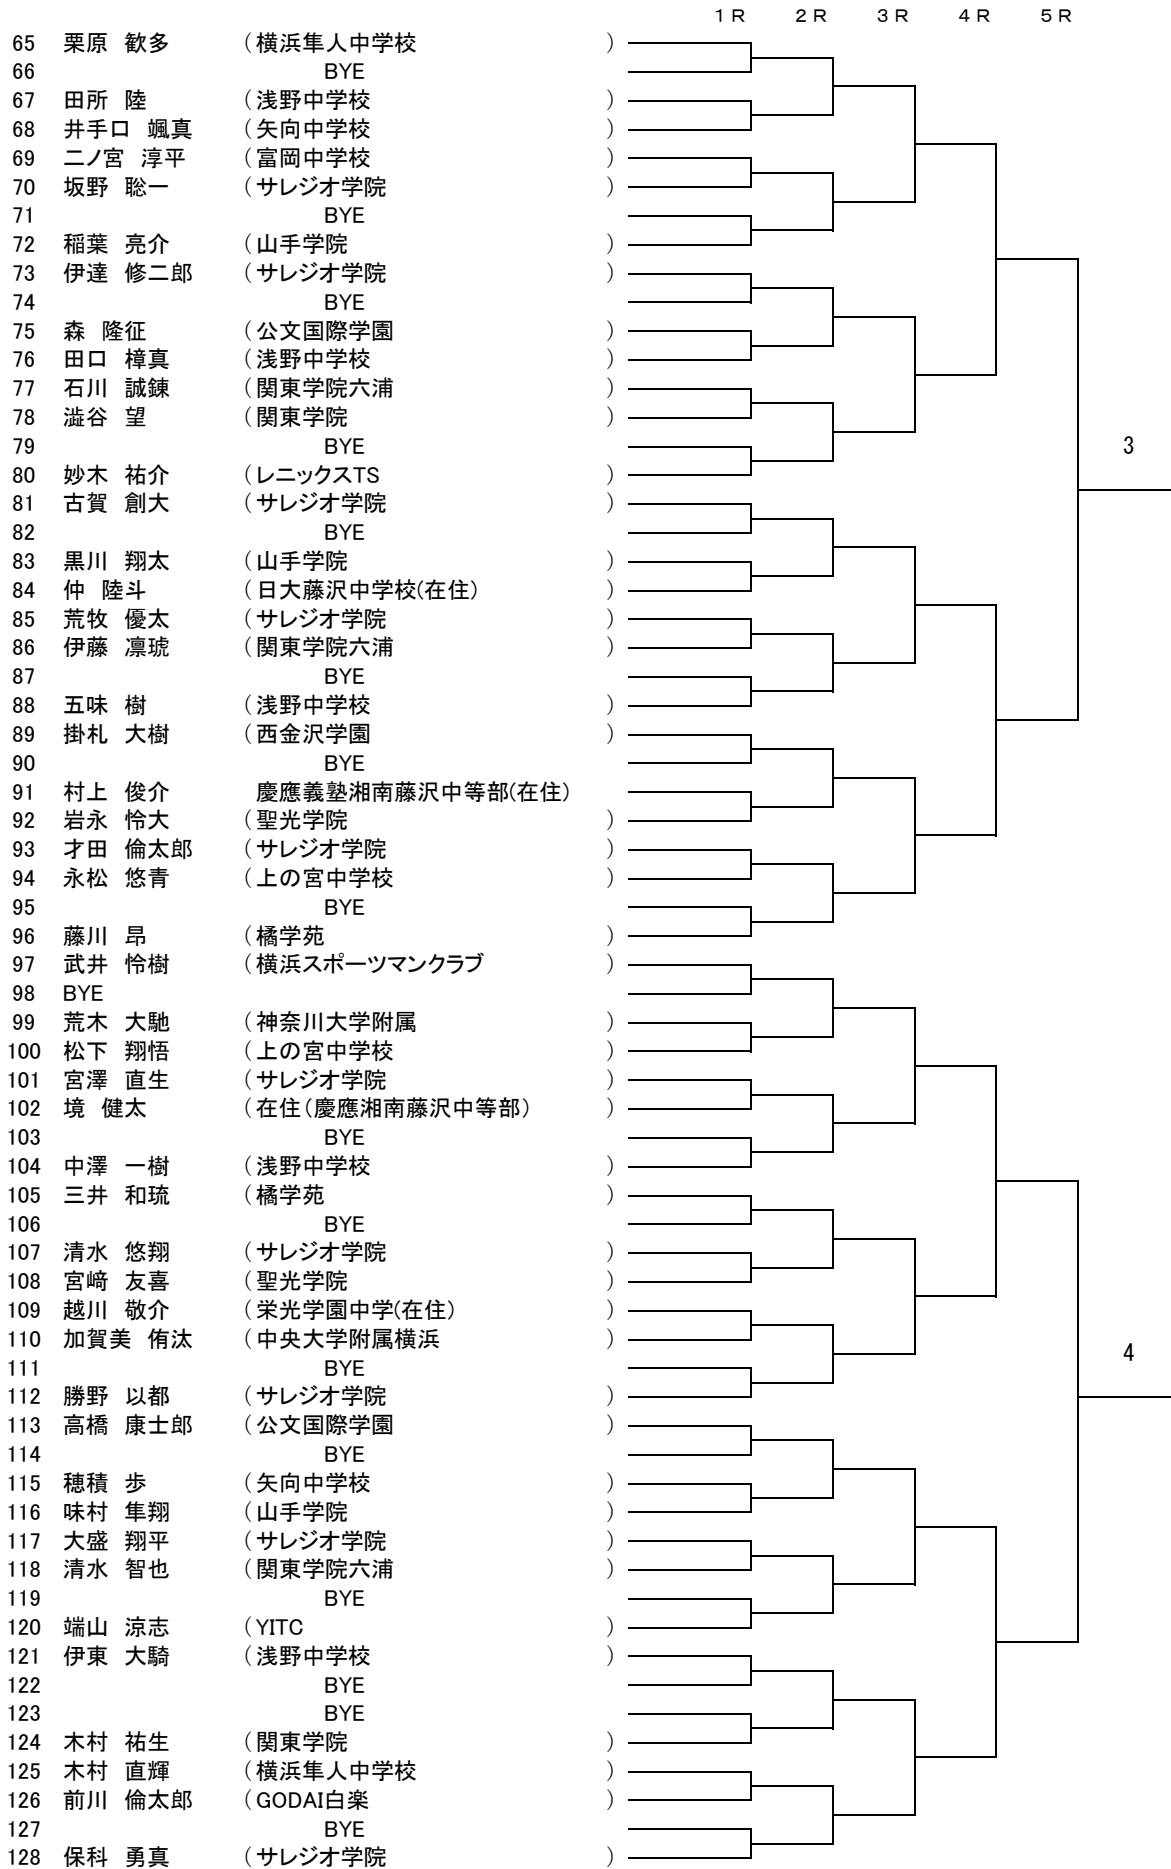 1R 2R 3R 4R 5R
65 栗原 歓多 (横浜隼人中学校 )
66 BYE
67 田所 陸 (浅野中学校 )
68 井手口 颯真 (矢向中学校 )
69 二ノ宮 淳平 (富岡中学校 )
70 坂野 聡一 (サレジオ学院 )
71 BYE
72 稲葉 亮介 (山手学院 )
73 伊達 修二郎 (サレジオ学院 )
74 BYE
75 森 隆征 (公文国際学園 )
76 田口 樟真 (浅野中学校 )
77 石川 誠錬 (関東学院六浦 )
78 澁谷 望 (関東学院 )
79 BYE
3
80 妙木 祐介 (レニックスTS )
81 古賀 創大 (サレジオ学院 )
82 BYE
83 黒川 翔太 (山手学院 )
84 仲 陸斗 (日大藤沢中学校(在住) )
85 荒牧 優太 (サレジオ学院 )
86 伊藤 凛琥 (関東学院六浦 )
87 BYE
88 五味 樹 (浅野中学校 )
89 掛札 大樹 (西金沢学園 )
90 BYE
91 村上 俊介 慶應義塾湘南藤沢中等部(在住)
92 岩永 怜大 (聖光学院 )
93 才田 倫太郎 (サレジオ学院 )
94 永松 悠青 (上の宮中学校 )
95 BYE
96 藤川 昂 (橘学苑 )
97 武井 怜樹 (横浜スポーツマンクラブ )
98 BYE
99 荒木 大馳 (神奈川大学附属 )
100 松下 翔悟 (上の宮中学校 )
101 宮澤 直生 (サレジオ学院 )
102 境 健太 (在住(慶應湘南藤沢中等部) )
103 BYE
104 中澤 一樹 (浅野中学校 )
105 三井 和琉 (橘学苑 )
106 BYE
107 清水 悠翔 (サレジオ学院 )
108 宮﨑 友喜 (聖光学院 )
109 越川 敬介 (栄光学園中学(在住) )
110 加賀美 侑汰 (中央大学附属横浜 )
4
111 BYE
112 勝野 以都 (サレジオ学院 )
113 高橋 康士郎 (公文国際学園 )
114 BYE
115 穂積 歩 (矢向中学校 )
116 味村 隼翔 (山手学院 )
117 大盛 翔平 (サレジオ学院 )
118 清水 智也 (関東学院六浦 )
119 BYE
120 端山 涼志 (YITC )
121 伊東 大騎 (浅野中学校 )
122 BYE
123 BYE
124 木村 祐生 (関東学院 )
125 木村 直輝 (横浜隼人中学校 )
126 前川 倫太郎 (GODAI白楽 )
127 BYE
128 保科 勇真 (サレジオ学院 )